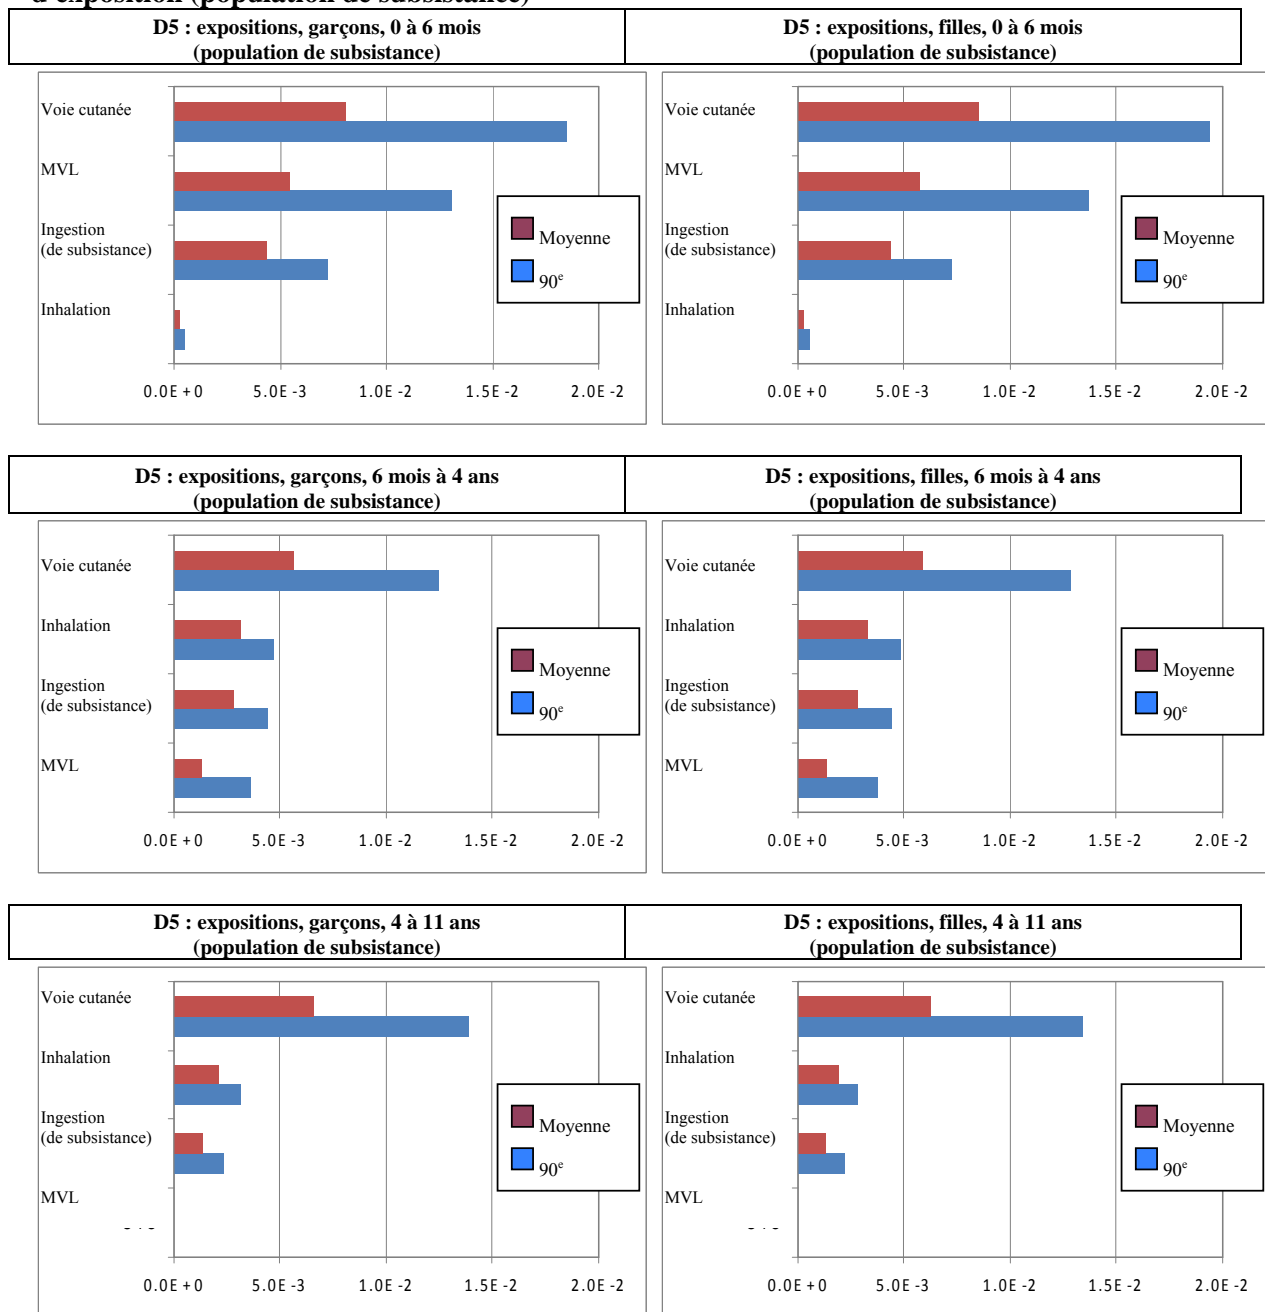 d'exposition (population de subsistance)
D5 : expositions, garçons, 0 à 6 mois
(population de subsistance)
D5 : expositions, filles, 0 à 6 mois
(population de subsistance)
Voie cutanée
MVL
Ingestion
(de subsistance)
Inhalation
Moyenne
90e
0.0E+0 5.0E-3 1.0E-2 1.5E-2 2.0E-2
Voie cutanée
MVL
Ingestion
(de subsistance)
Inhalation
Moyenne
90e
0.0E+0 5.0E-3 1.0E-2 1.5E-2 2.0E-2
D5 : expositions, garçons, 6 mois à 4 ans
(population de subsistance)
D5 : expositions, filles, 6 mois à 4 ans
(population de subsistance)
Voie cutanée
Inhalation
Ingestion
(de subsistance)
MVL
Moyenne
90e
0.0E+0 5.0E-3 1.0E-2 1.5E-2 2.0E-2
Voie cutanée
Inhalation
Ingestion
(de subsistance)
MVL
Moyenne
90e
0.0E+0 5.0E-3 1.0E-2 1.5E-2 2.0E-2
D5 : expositions, garçons, 4 à 11 ans
(population de subsistance)
D5 : expositions, filles, 4 à 11 ans
(population de subsistance)
Voie cutanée
Inhalation
Ingestion
(de subsistance)
MVL
Moyenne
90e
0.0E+0 5.0E-3 1.0E-2 1.5E-2 2.0E-2
Voie cutanée
Inhalation
Ingestion
(de subsistance)
MVL
Moyenne
90e
0.0E+0 5.0E-3 1.0E-2 1.5E-2 2.0E-2